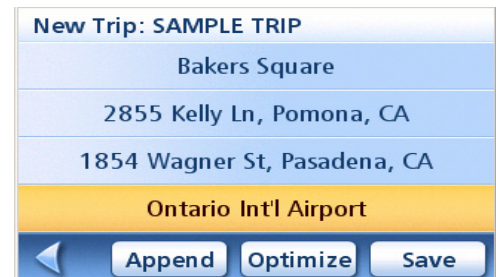 New Trip: SAMPLE TRIP
Bakers Square
2855 Kelly Ln, Pomona, CA
1854 Wagner St, Pasadena, CA
Ontario Int'l Airport
Append Optimize Save